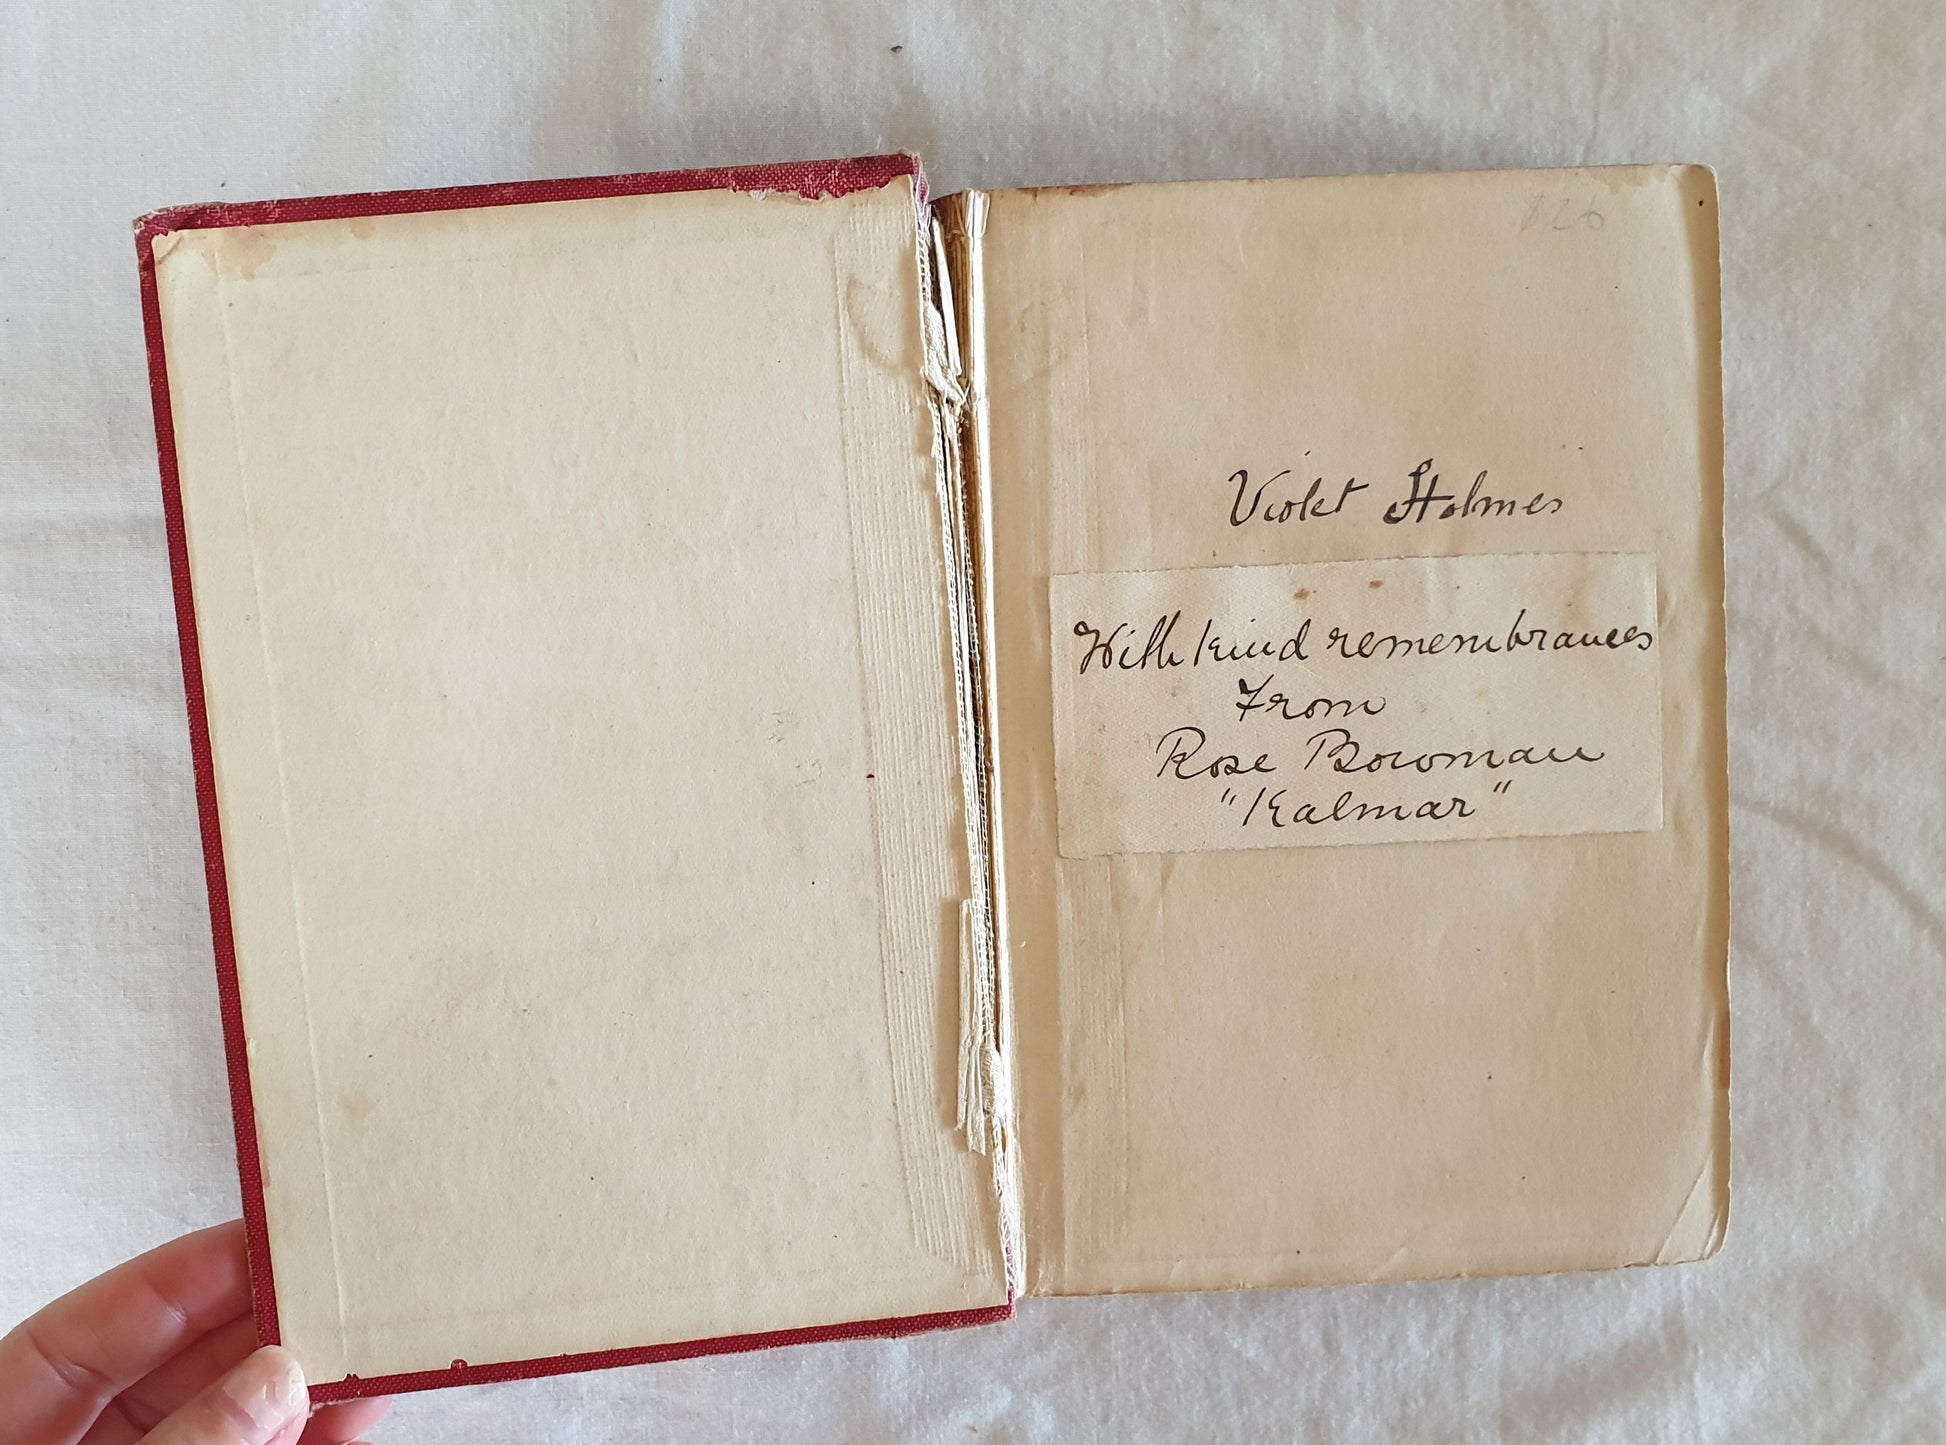 Violet Holmes
With kind remembrances
From
Rose Bowman
"Kalmar"